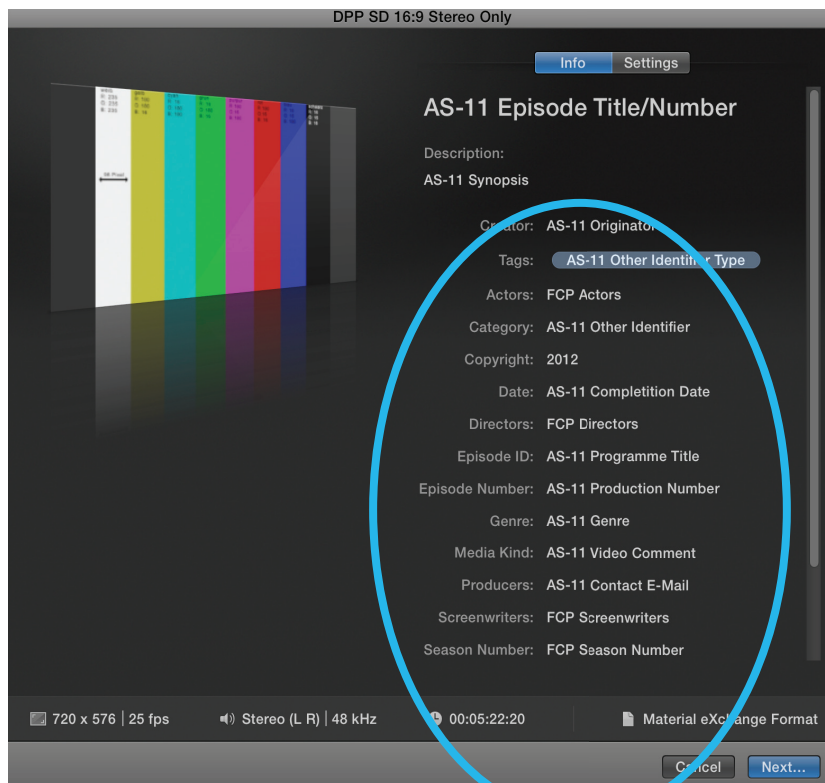 DPP SD 16:9 Stereo Only
Info Settings
AS-11 Episode Title/Number
Description:
AS-11 Synopsis
Creator: AS-11 Originator
Tags: AS-11 Other Identifier Type
Actors: FCP Actors
Category: AS-11 Other Identifier
Copyright: 2012
Date: AS-11 Completition Date
Directors: FCP Directors
Episode ID: AS-11 Programme Title
Episode Number: AS-11 Production Number
Genre: AS-11 Genre
Media Kind: AS-11 Video Comment
Producers: AS-11 Contact E-Mail
Screenwriters: FCP Screenwriters
Season Number: FCP Season Number
720 x 576 | 25 fps Stereo (L R) | 48 kHz 00:05:22:20 Material eXchange Format
Cancel Next...